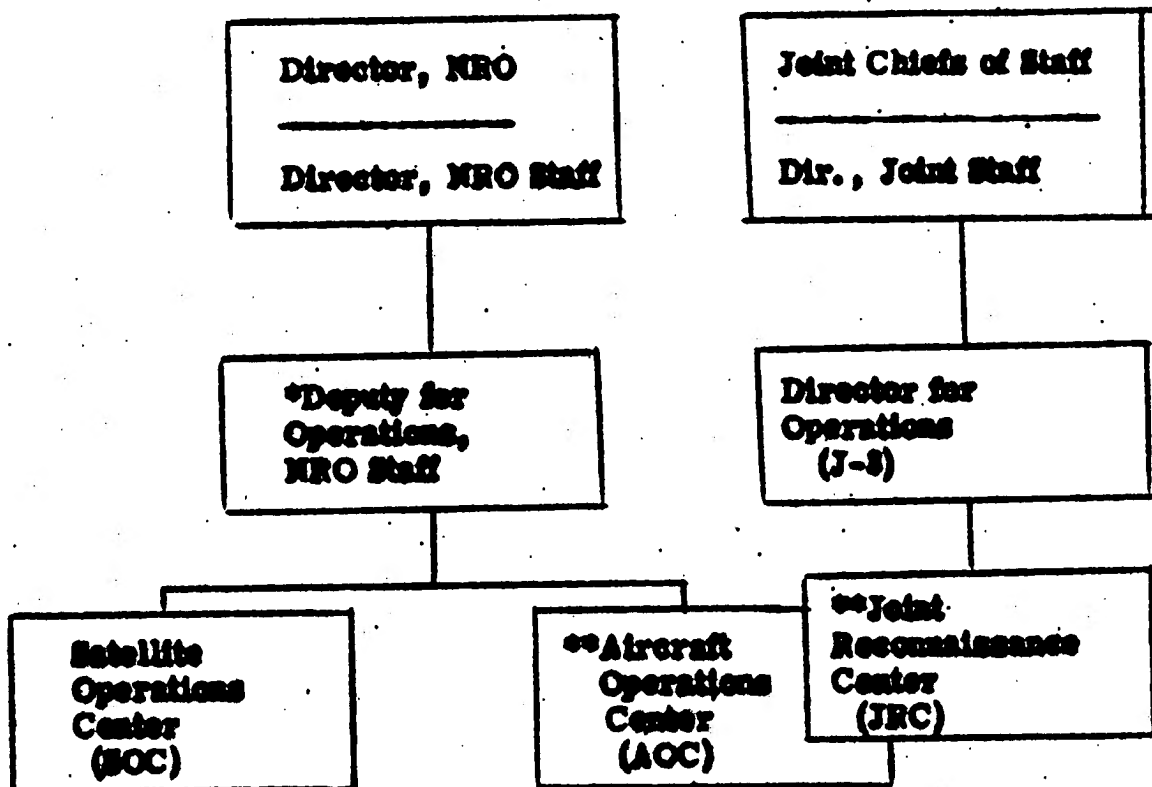 Director, NRO
Director, NRO Staff
Joint Chiefs of Staff
Dir., Joint Staff
*Deputy for
Operations,
NRO Staff
Director for
Operations
(J-3)
Satellite
Operations
Center
(SOC)
**Aircraft
Operations
Center
(AOC)
**Joint
Reconnaissance
Center
(JRC)